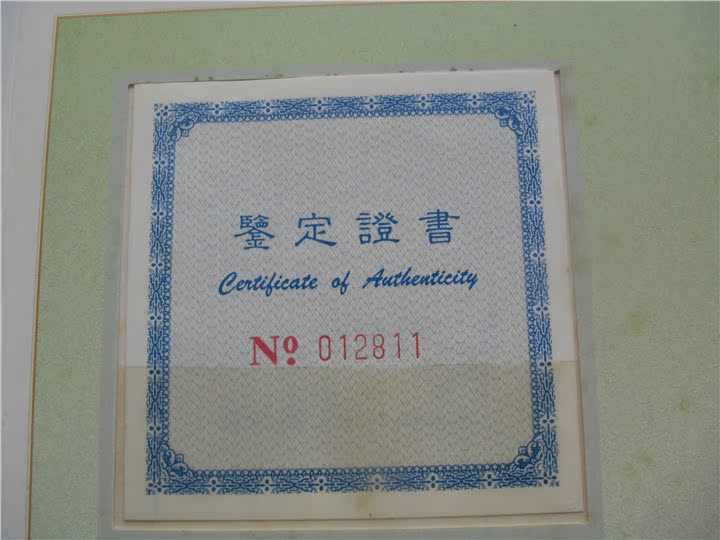 鑒定證書
Certificate of Authenticity
Nº 012811